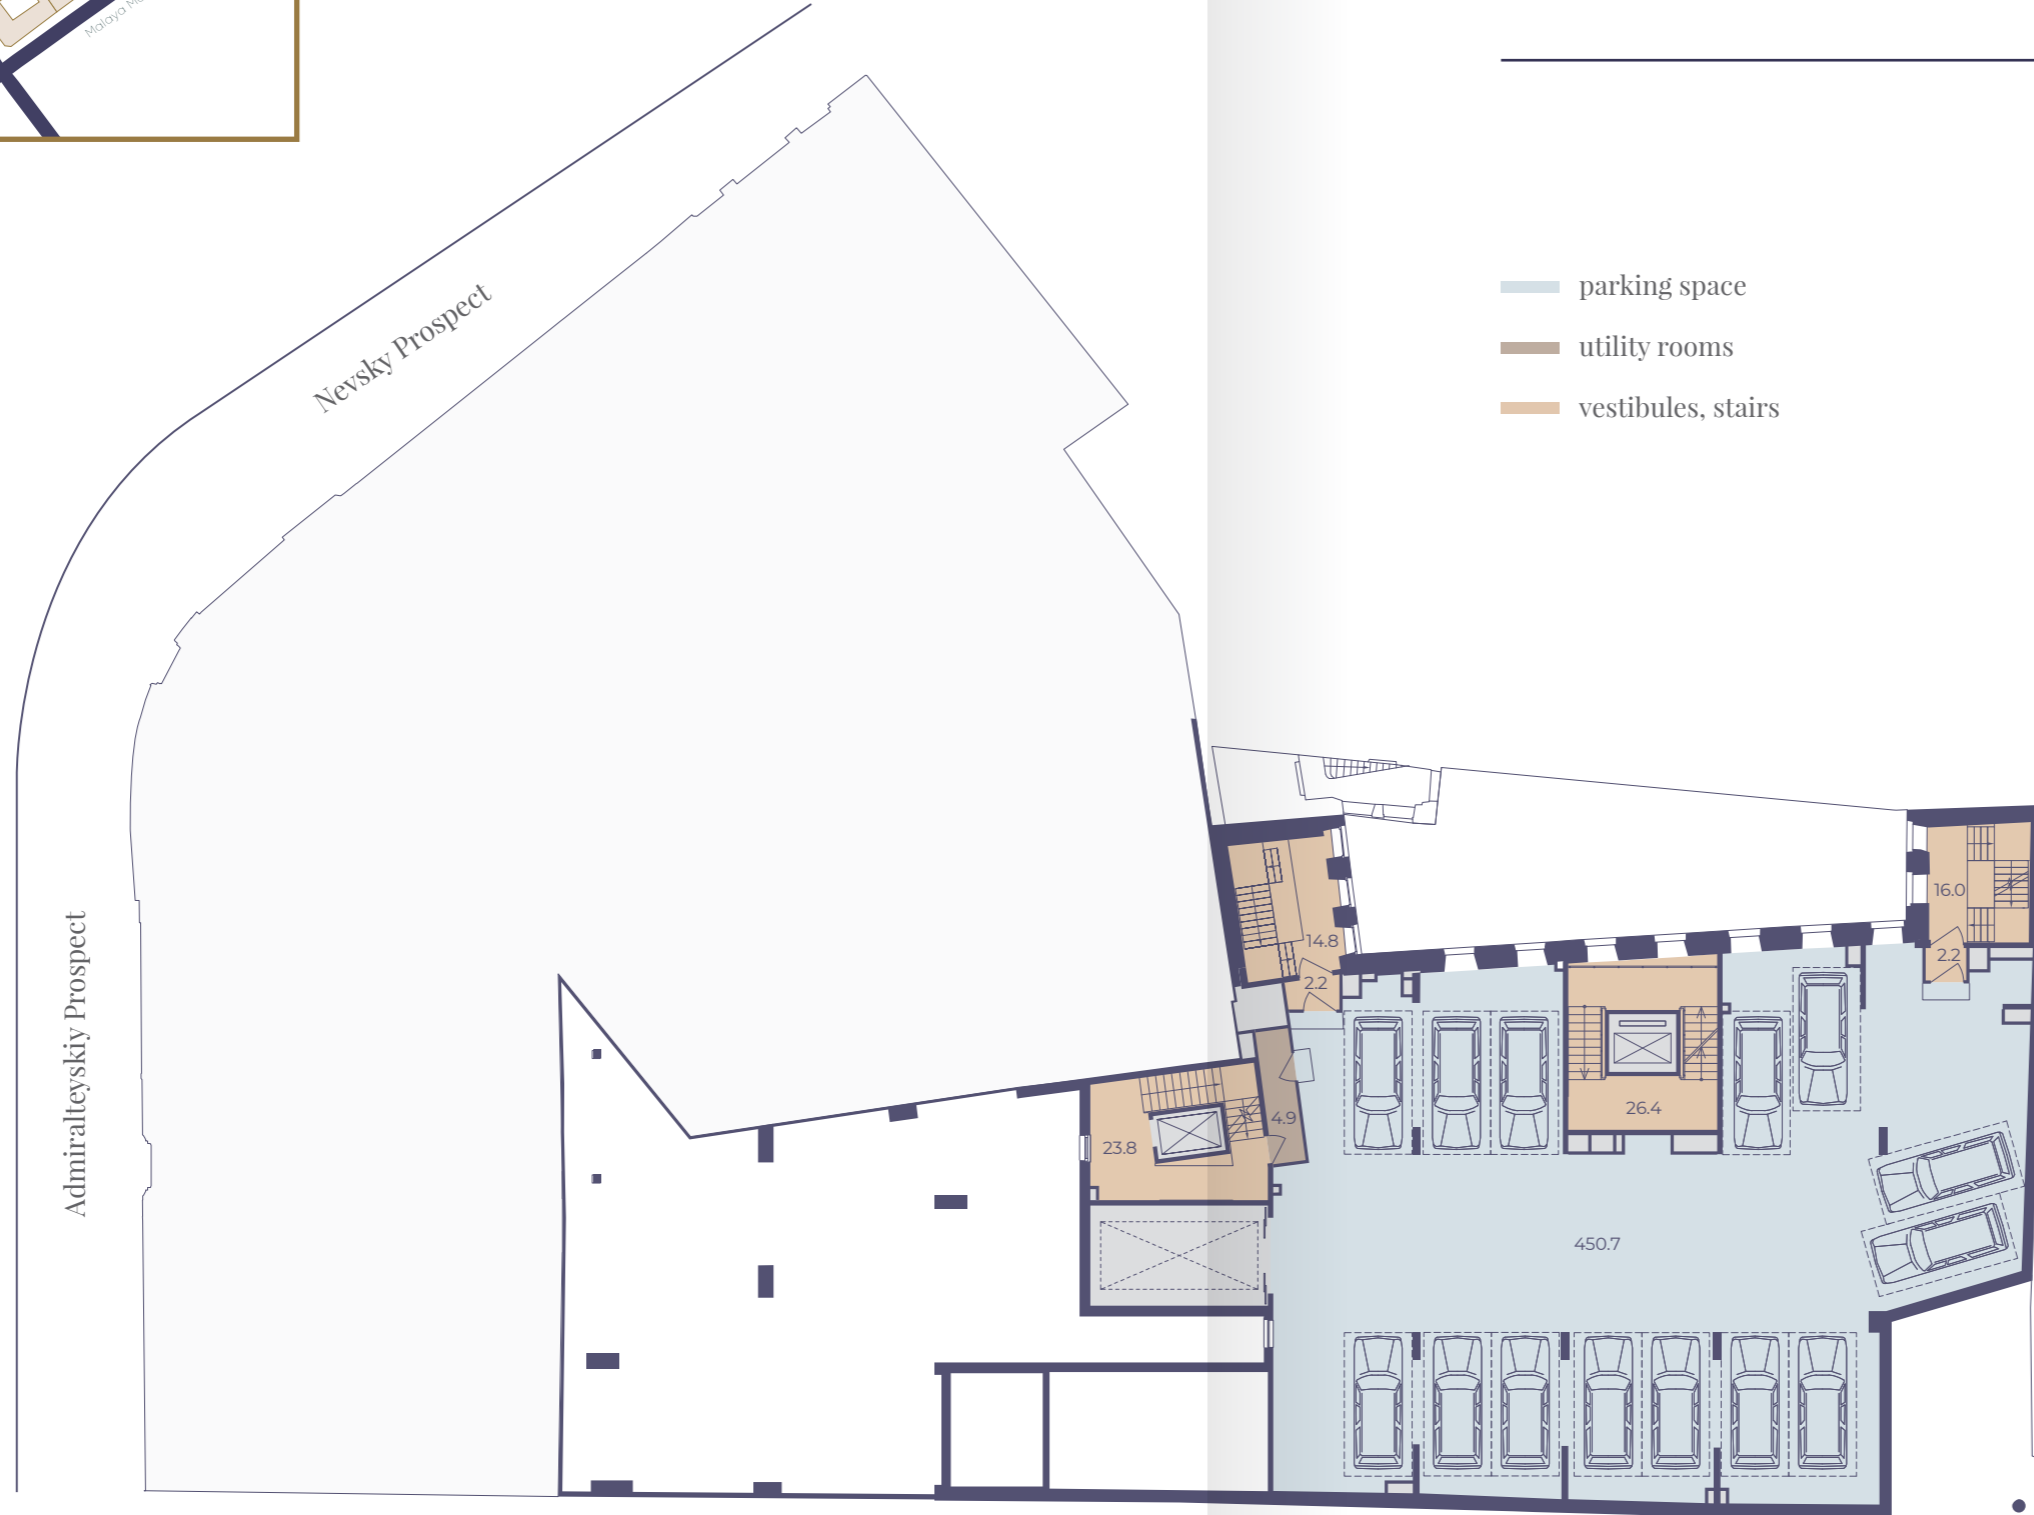 Malaya
Nevsky Prospect
parking space
utility rooms
vestibules, stairs
Admiralteyskiy Prospect
16.0
14.8
2.2
2.2
26.4
4.9
23.8
450.7